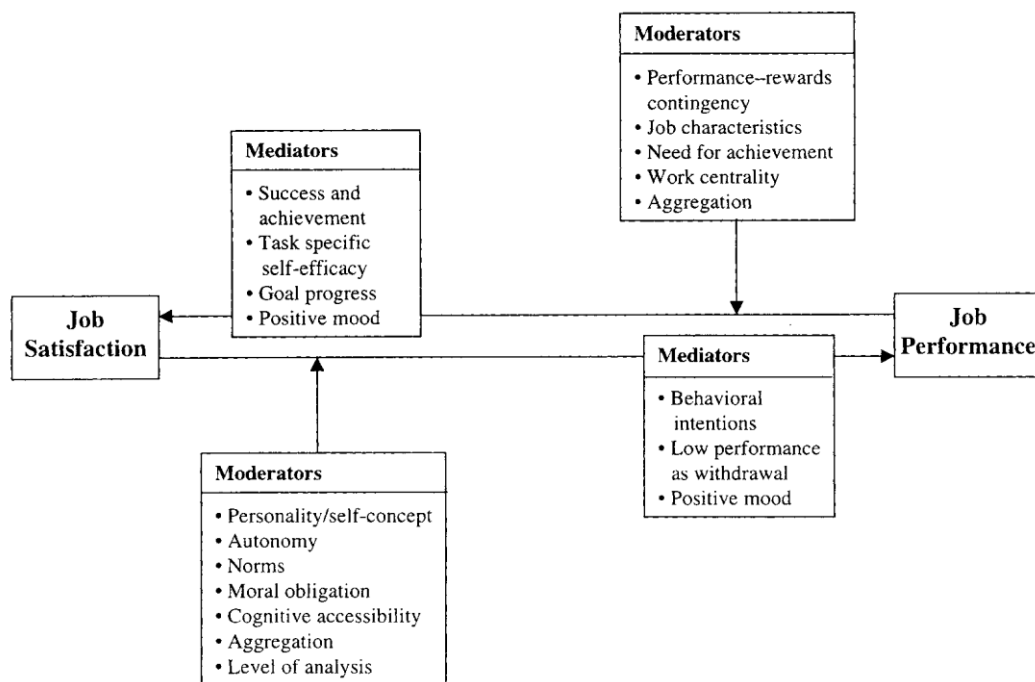 Moderators
• Performance–rewards
contingency
• Job characteristics
• Need for achievement
• Work centrality
• Aggregation
Mediators
• Success and
achievement
• Task specific
self-efficacy
• Goal progress
• Positive mood
Job
Satisfaction
Job
Performance
Mediators
• Behavioral
intentions
• Low performance
as withdrawal
• Positive mood
Moderators
• Personality/self-concept
• Autonomy
• Norms
• Moral obligation
• Cognitive accessibility
• Aggregation
• Level of analysis